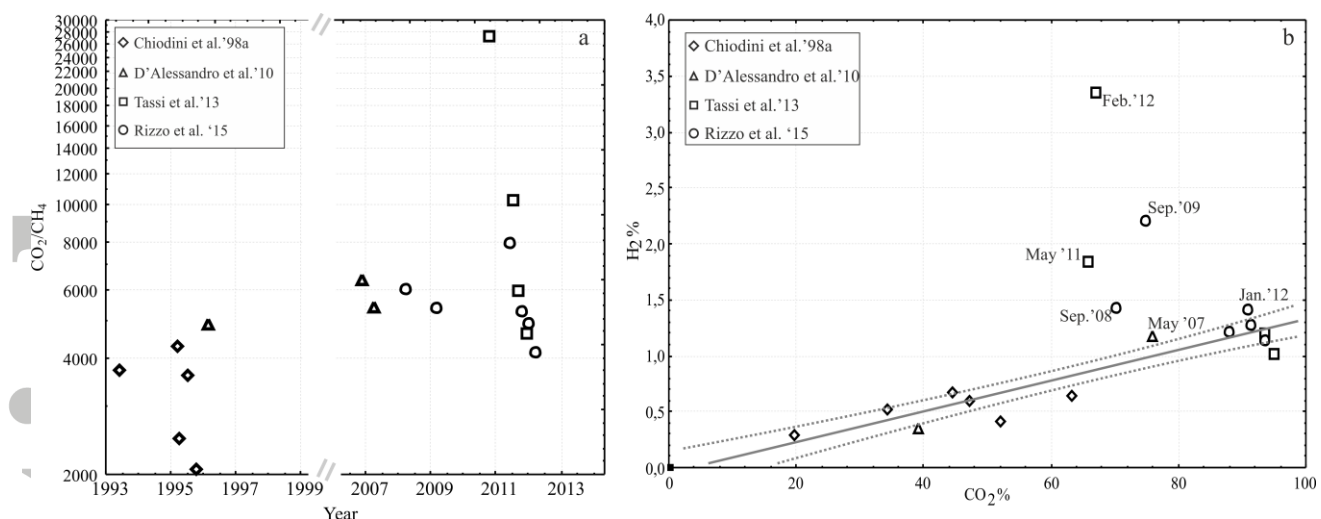 a
Chiodini et al.'98a
D'Alessandro et al.'10
Tassi et al.'13
Rizzo et al. '15
30000
28000
26000
24000
22000
20000
18000
16000
14000
12000
10000
8000
6000
4000
2000
CO2/CH4
1993
1995
1997
1999
2007
2009
2011
2013
Year
b
Chiodini et al.'98a
D'Alessandro et al.'10
Tassi et al.'13
Rizzo et al. '15
4,0
3,5
3,0
2,5
2,0
1,5
1,0
0,5
0,0
H2%
Feb.'12
Sep.'09
May '11
Sep.'08
May '07
Jan.'12
0
20
40
60
80
100
CO2%